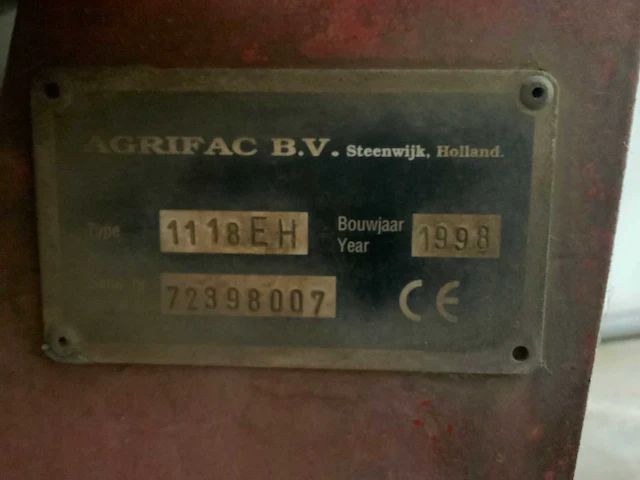 AGRIFAC B.V. Steenwijk, Holland.
Type 1118EH Bouwjaar 1998
Year
72398007 CE